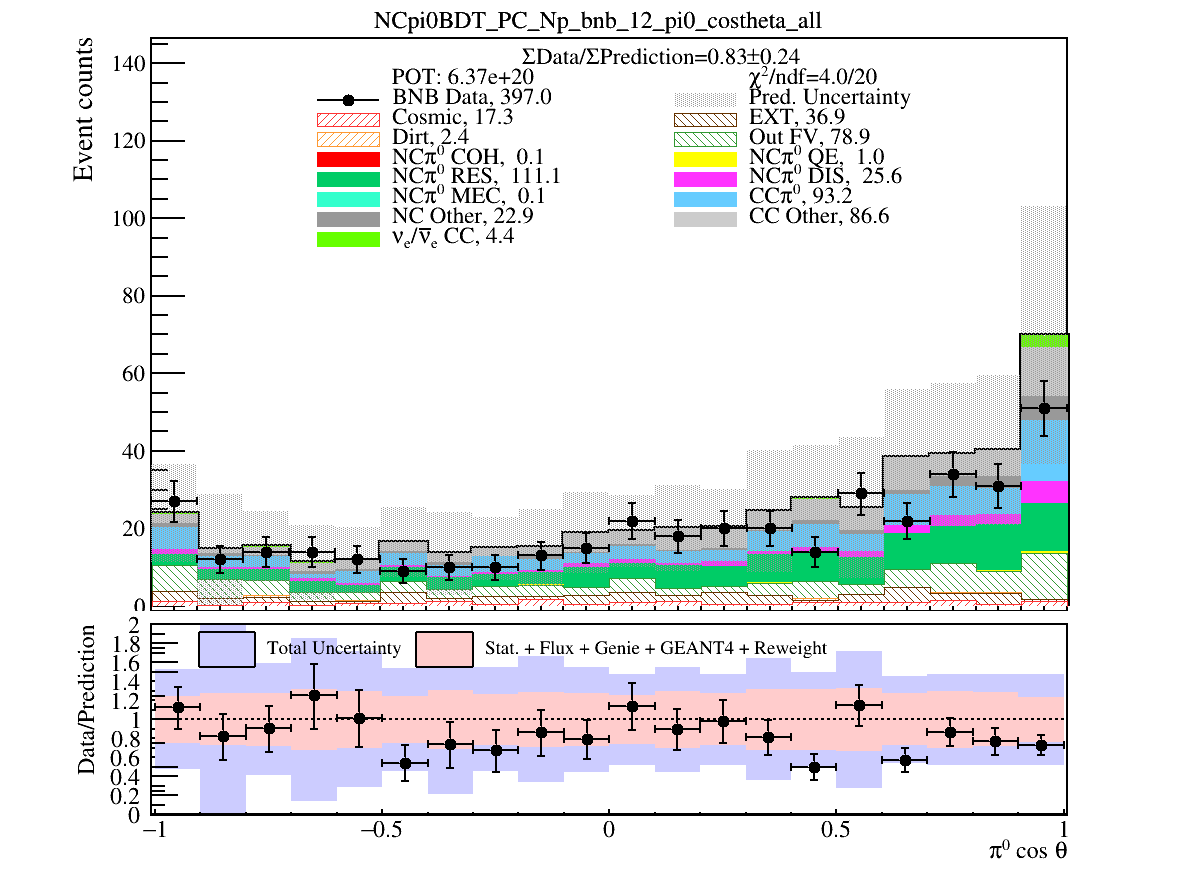 NCpi0BDT_PC_Np_bnb_12_pi0_costheta_all
ΣData/ΣPrediction=0.83±0.24
POT: 6.37e+20
χ²/ndf=4.0/20
BNB Data, 397.0
Pred. Uncertainty
Cosmic, 17.3
EXT, 36.9
Dirt, 2.4
Out FV, 78.9
NCπ⁰ COH, 0.1
NCπ⁰ QE, 1.0
NCπ⁰ RES, 111.1
NCπ⁰ DIS, 25.6
NCπ⁰ MEC, 0.1
CCπ⁰, 93.2
NC Other, 22.9
CC Other, 86.6
νₑ/ν̅ₑ CC, 4.4
Event counts
140
120
100
80
60
40
20
0
Data/Prediction
2
1.8
1.6
1.4
1.2
1
0.8
0.6
0.4
0.2
0
Total Uncertainty
Stat. + Flux + Genie + GEANT4 + Reweight
−1
−0.5
0
0.5
1
π⁰ cos θ